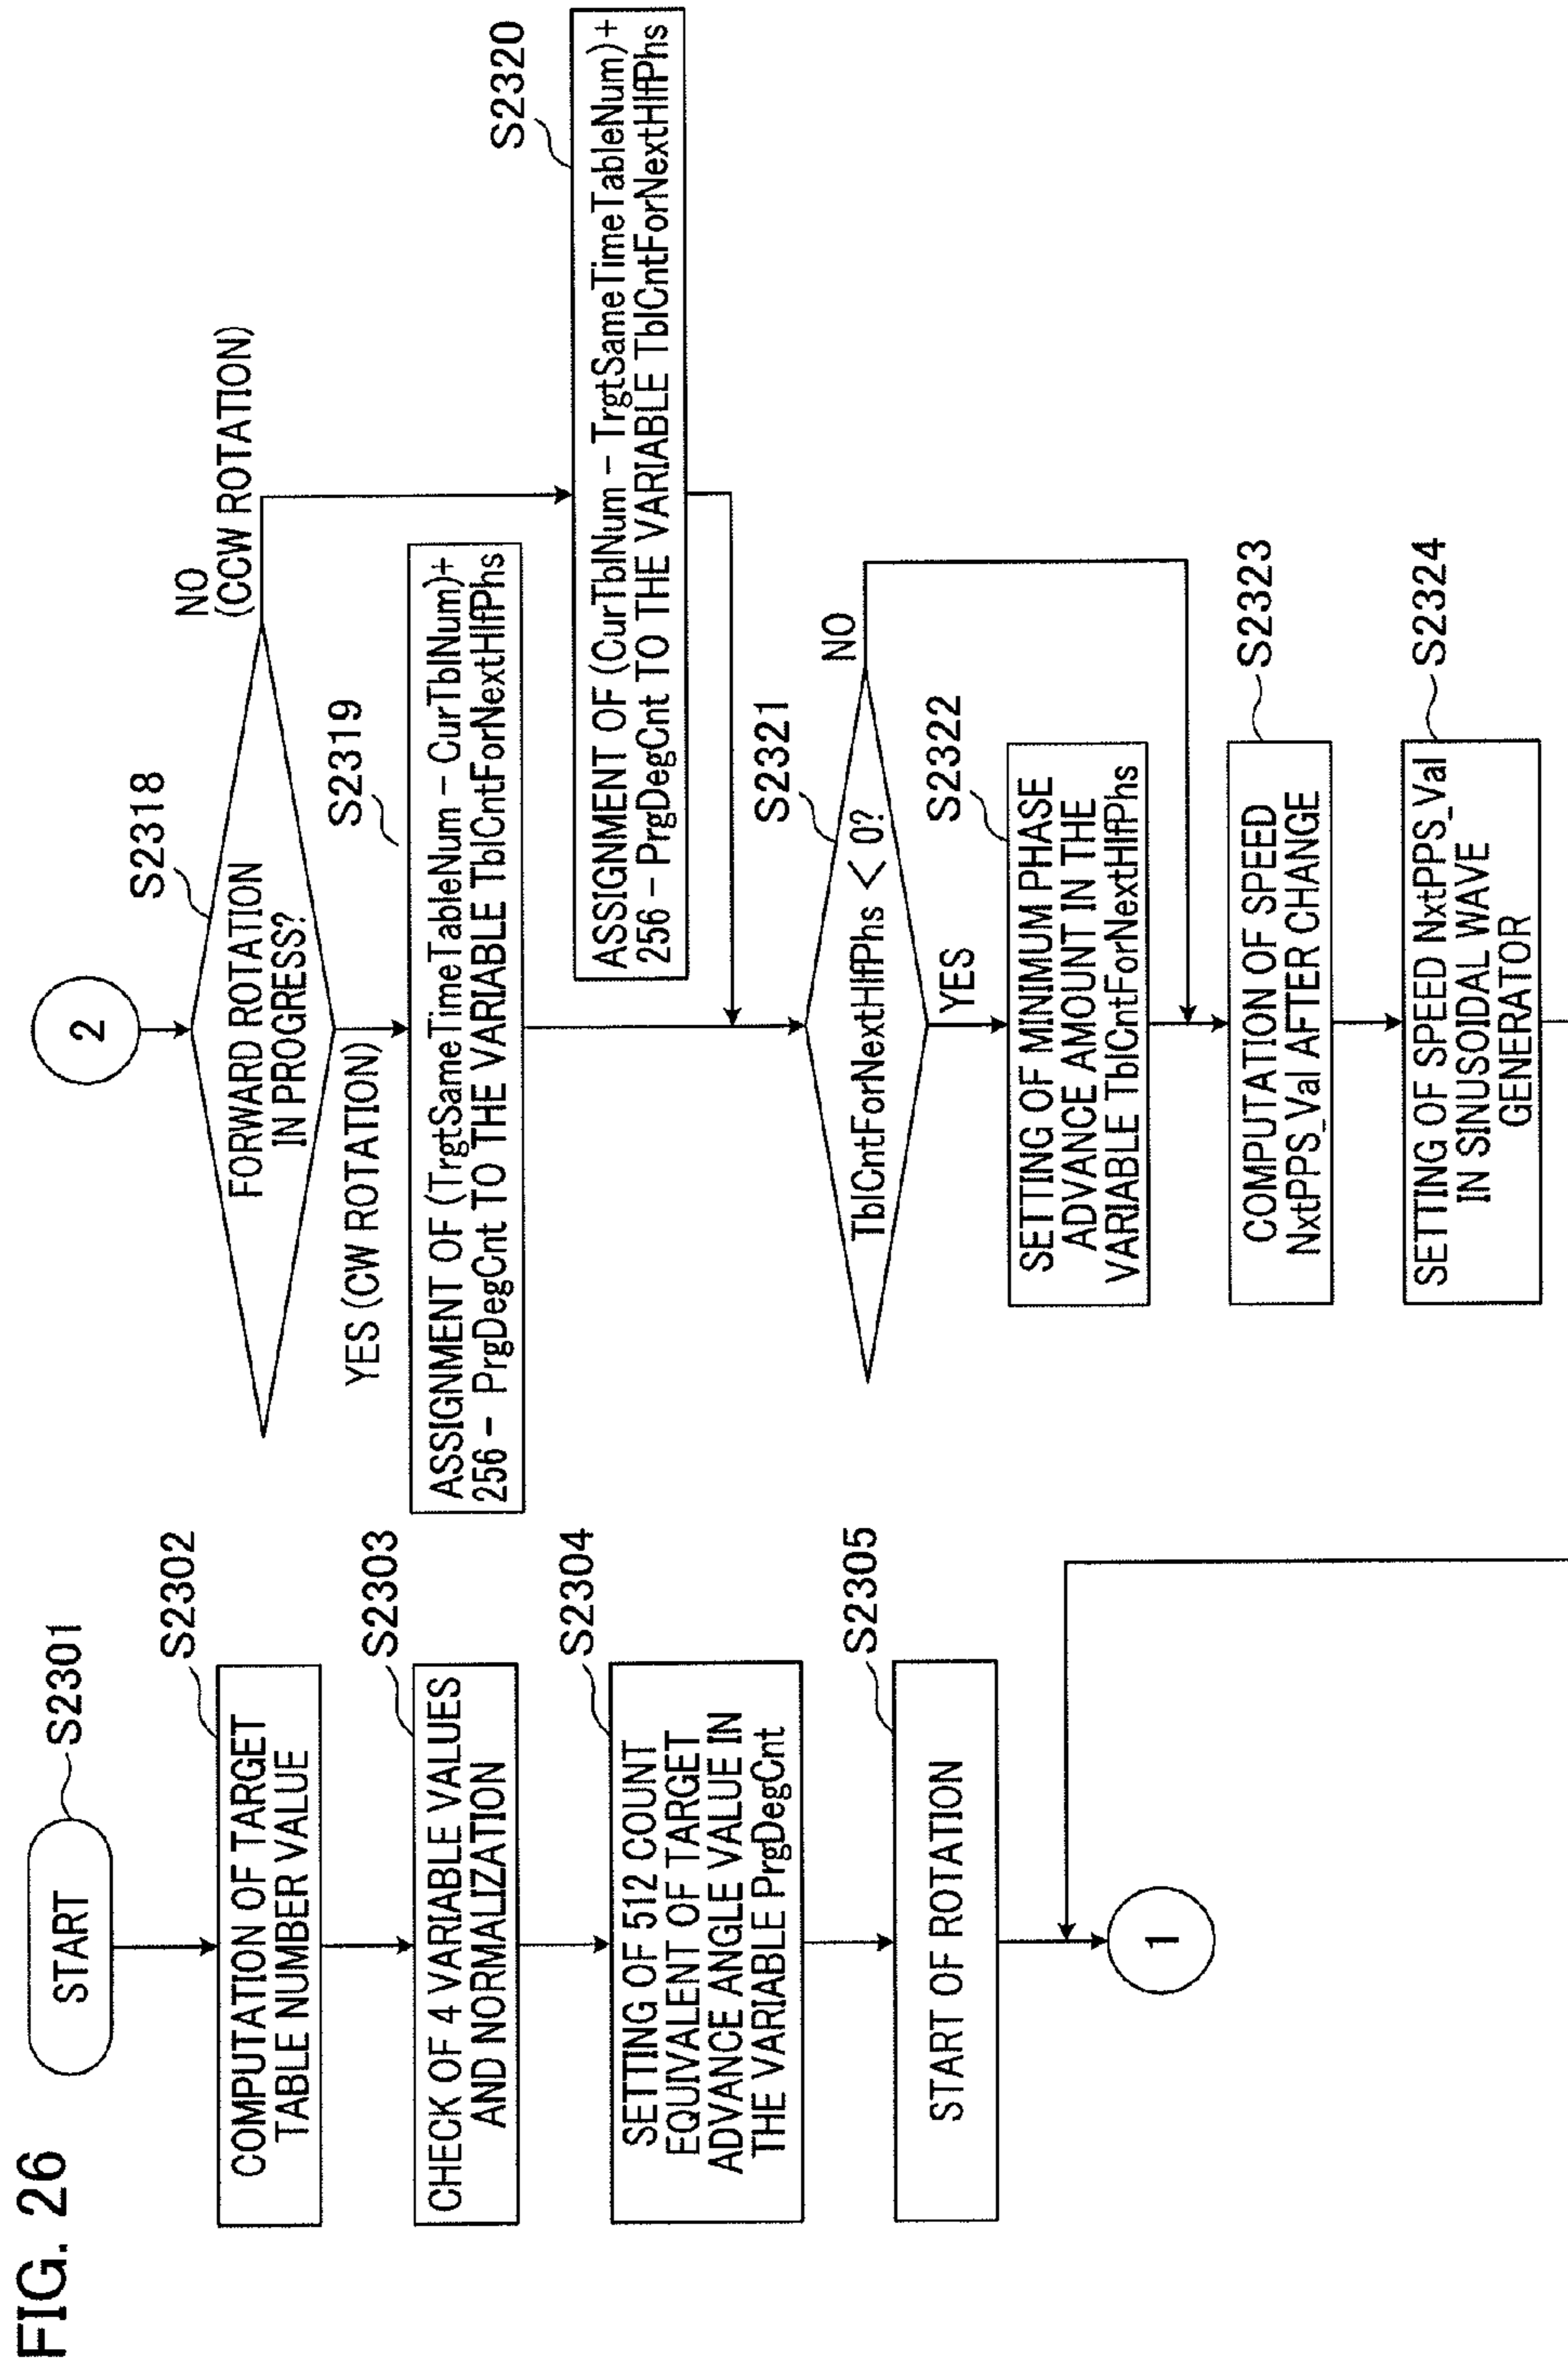 FIG. 26
START
S2301
COMPUTATION OF TARGET
TABLE NUMBER VALUE
S2302
CHECK OF 4 VARIABLE VALUES
AND NORMALIZATION
S2303
SETTING OF 512 COUNT
EQUIVALENT OF TARGET
ADVANCE ANGLE VALUE IN
THE VARIABLE PrgDegCnt
S2304
START OF ROTATION
S2305
1
2
FORWARD ROTATION
IN PROGRESS?
S2318
NO
(CCW ROTATION)
YES (CW ROTATION)
S2319
ASSIGNMENT OF (TrgtSameTimeTableNum – CurTblNum)+
256 – PrgDegCnt TO THE VARIABLE TblCntForNextHlfPhs
S2320
ASSIGNMENT OF (CurTblNum – TrgtSameTimeTableNum)+
256 – PrgDegCnt TO THE VARIABLE TblCntForNextHlfPhs
S2321
TblCntForNextHlfPhs < 0?
NO
YES
S2322
SETTING OF MINIMUM PHASE
ADVANCE AMOUNT IN THE
VARIABLE TblCntForNextHlfPhs
S2323
COMPUTATION OF SPEED
NxtPPS_Val AFTER CHANGE
S2324
SETTING OF SPEED NxtPPS_Val
IN SINUSOIDAL WAVE
GENERATOR